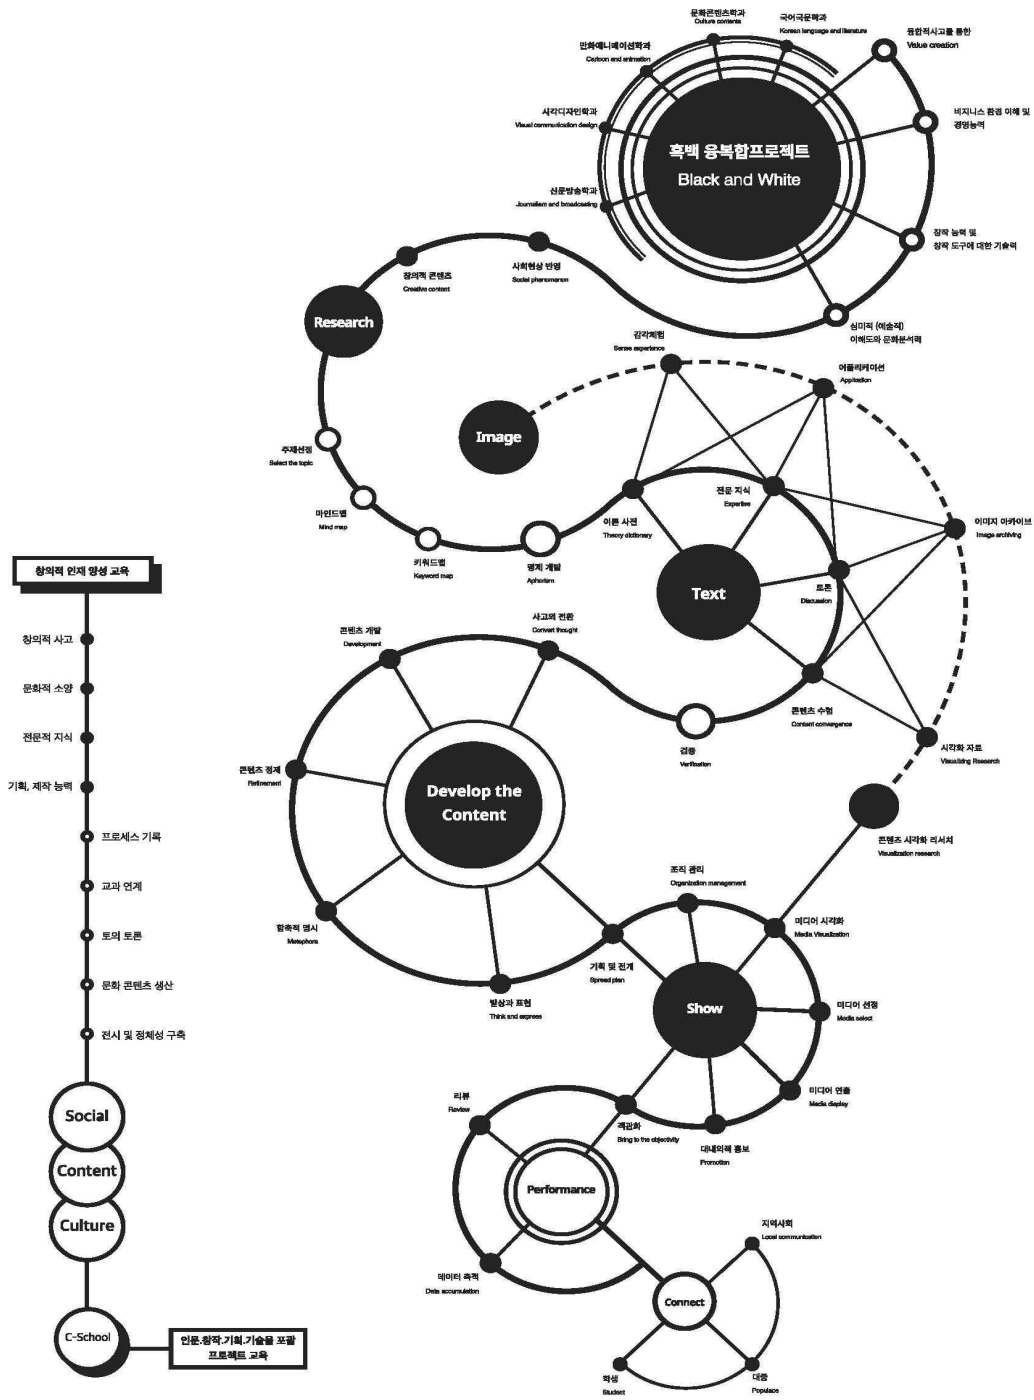 문화콘텐츠학과
Culture contents
국어국문학과
Korean language and literature
만화애니메이션학과
Cartoon and animation
시각디자인학과
Visual communication design
신문방송학과
Journalism and broadcasting
흑백 융복합프로젝트
Black and White
융합적사고를 통한
Value creation
비지니스 환경 이해 및
경영능력
창작 능력 및
창작 도구에 대한 기술력
심미적 (예술적)
이해도와 문화분석력
Research
창의적 콘텐츠
Creative content
사회현상 반영
Social phenomenon
주제선정
Select the topic
마인드맵
Mind map
키워드맵
Keyword map
명제 개발
Aphorism
Image
감각체험
Sense experience
어플리케이션
Application
이미지 아카이브
Image archiving
시각화 자료
Visualizing Research
콘텐츠 시각화 리서치
Visualization research
이론 사전
Theory dictionary
전문 지식
Expertise
Text
토론
Discussion
콘텐츠 수렴
Content convergence
검증
Verification
사고의 전환
Convert thought
콘텐츠 개발
Development
콘텐츠 정제
Refinement
Develop the
Content
함축적 명시
Metaphore
발상과 표현
Think and express
기획 및 전개
Spread plan
조직 관리
Organization management
미디어 시각화
Media Visualization
Show
미디어 선정
Media select
미디어 연출
Media display
대내외적 홍보
Promotion
객관화
Bring to the objectivity
리뷰
Review
Performance
데이터 축적
Data accumulation
Connect
지역사회
Local communication
학생
Student
대중
Populace
창의적 인재 양성 교육
창의적 사고
문화적 소양
전문적 지식
기획, 제작 능력
프로세스 기록
교과 연계
토의 토론
문화 콘텐츠 생산
전시 및 정체성 구축
Social
Content
Culture
C-School
인문.창작.기획.기술을 포괄
프로젝트 교육